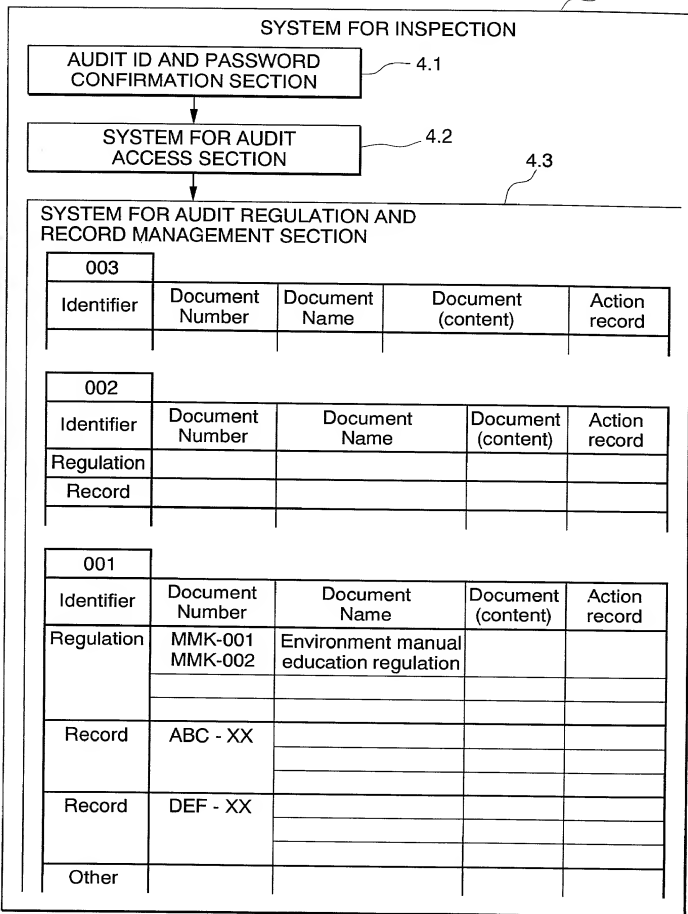 SYSTEM FOR INSPECTION
AUDIT ID AND PASSWORD
CONFIRMATION SECTION
4.1
SYSTEM FOR AUDIT
ACCESS SECTION
4.2
4.3
SYSTEM FOR AUDIT REGULATION AND
RECORD MANAGEMENT SECTION
003
Identifier Document Number Document Name Document (content) Action record
002
Identifier Document Number Document Name Document (content) Action record
Regulation
Record
001
Identifier Document Number Document Name Document (content) Action record
Regulation MMK-001 Environment manual
MMK-002 education regulation
Record ABC - XX
Record DEF - XX
Other